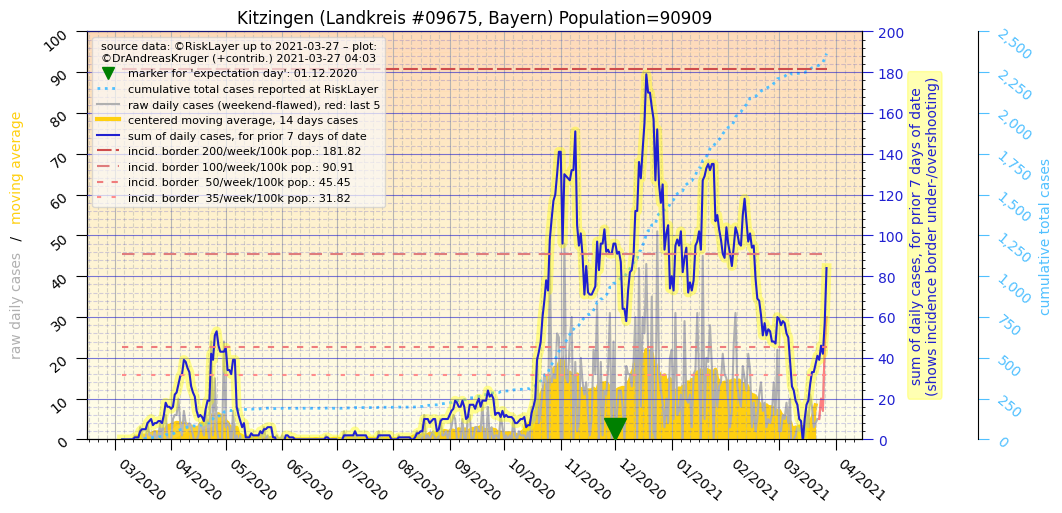 Kitzingen (Landkreis #09675, Bayern) Population=90909
source data: ©RiskLayer up to 2021-03-27 – plot:
©DrAndreasKruger (+contrib.) 2021-03-27 04:03
marker for 'expectation day': 01.12.2020
cumulative total cases reported at RiskLayer
raw daily cases (weekend-flawed), red: last 5
centered moving average, 14 days cases
sum of daily cases, for prior 7 days of date
incid. border 200/week/100k pop.: 181.82
incid. border 100/week/100k pop.: 90.91
incid. border  50/week/100k pop.: 45.45
incid. border  35/week/100k pop.: 31.82
raw daily cases / moving average
100
90
80
70
60
50
40
30
20
10
0
03/2020
04/2020
05/2020
06/2020
07/2020
08/2020
09/2020
10/2020
11/2020
12/2020
01/2021
02/2021
03/2021
04/2021
200
180
160
140
120
100
80
60
40
20
0
sum of daily cases, for prior 7 days of date
(shows incidence border under-/overshooting)
2,500
2,250
2,000
1,750
1,500
1,250
1,000
750
500
250
0
cumulative total cases